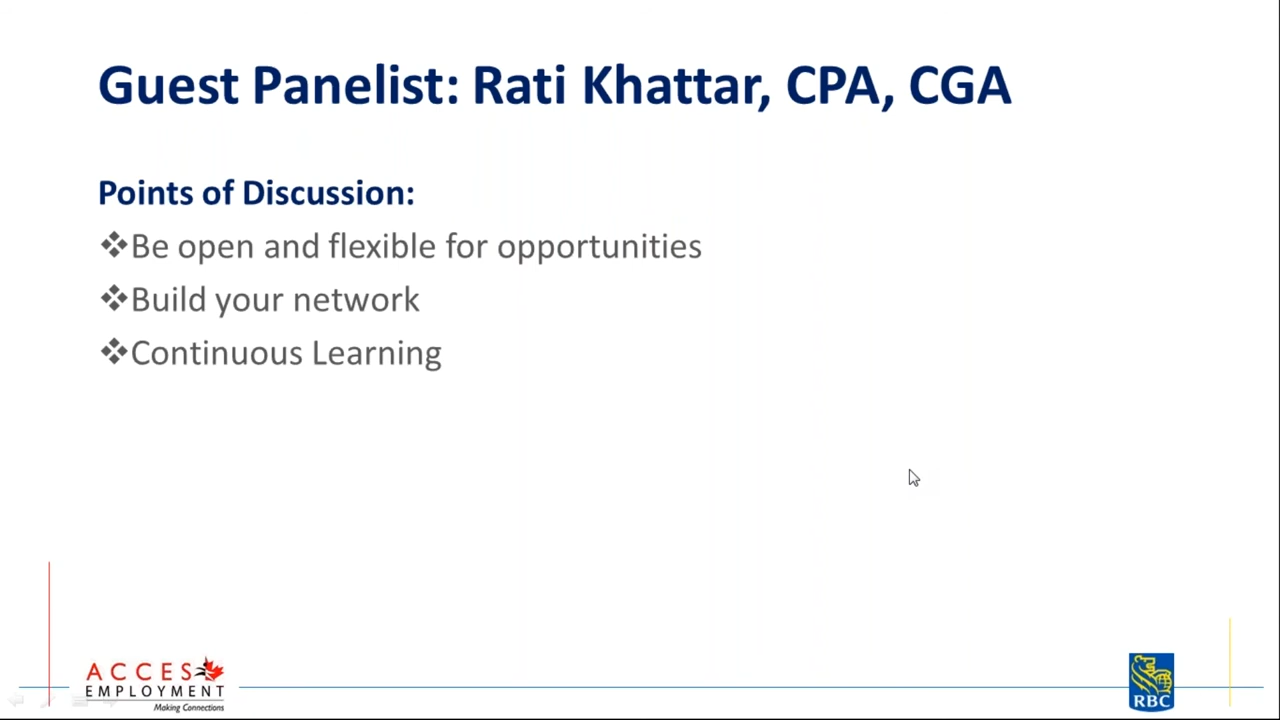 Guest Panelist: Rati Khattar, CPA, CGA
Points of Discussion:
❖Be open and flexible for opportunities
❖Build your network
❖Continuous Learning
ACCES
EMPLOYMENT
Making Connections
RBC